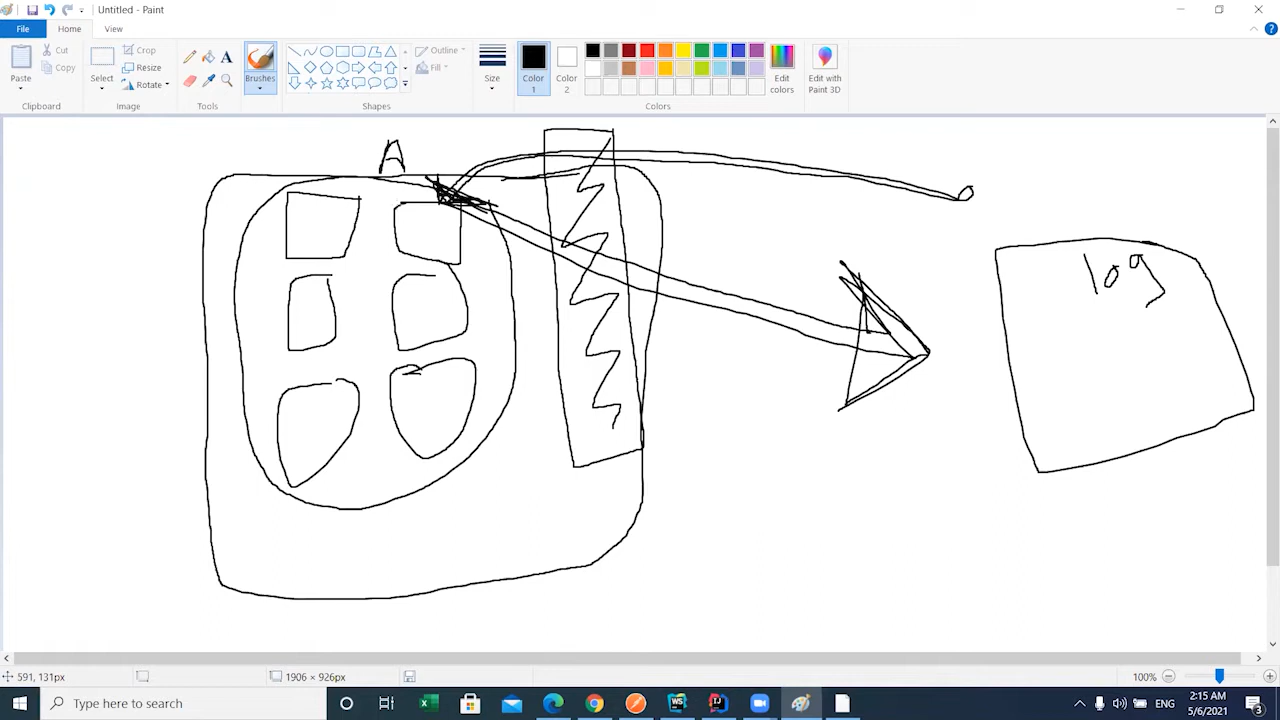 Untitled - Paint
File Home View
Paste
Cut
Copy
Clipboard
Select
Crop
Resize
Rotate
Image
Tools
Brushes
Shapes
Outline
Fill
Size
Color 1
Color 2
Edit colors
Colors
Edit with Paint 3D
A
log
591, 131px
1906 × 926px
100%
Type here to search
ENG
2:15 AM
5/6/2021